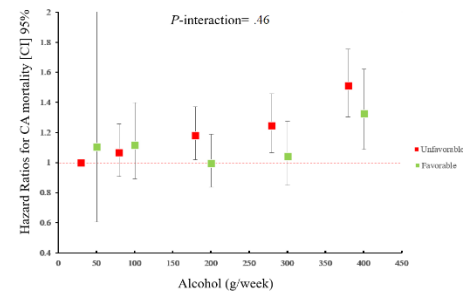 P-interaction= .46
Hazard Ratios for CA mortality [CI] 95%
2
1.8
1.6
1.4
1.2
1
0.8
0.6
0.4
0 50 100 150 200 250 300 350 400 450
Alcohol (g/week)
Unfavorable
Favorable